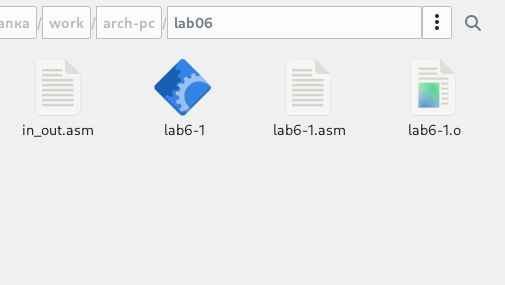 апка / work / arch-pc / lab06
in_out.asm lab6-1 lab6-1.asm lab6-1.o